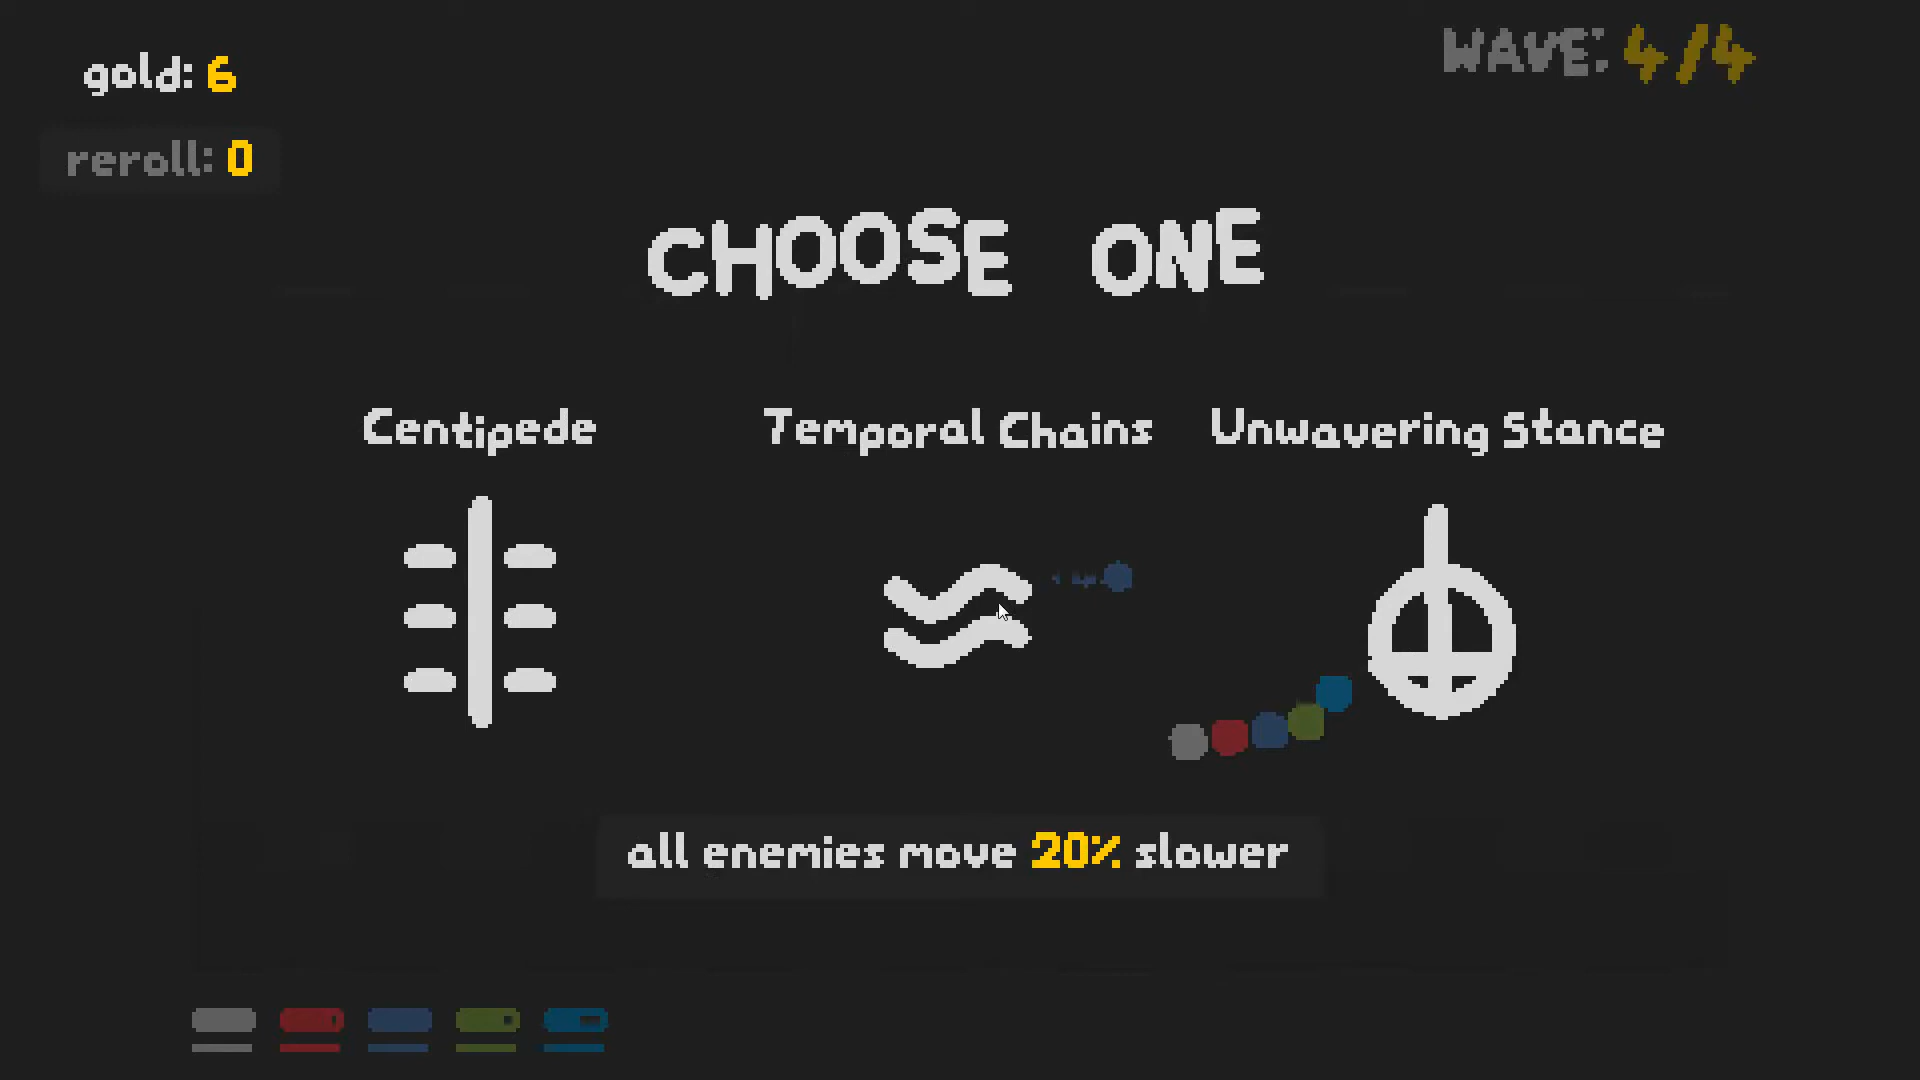 gold: 6
WAVE: 4/4
reroll: 0
CHOOSE ONE
Centipede
Temporal Chains
Unwavering Stance
all enemies move 20% slower